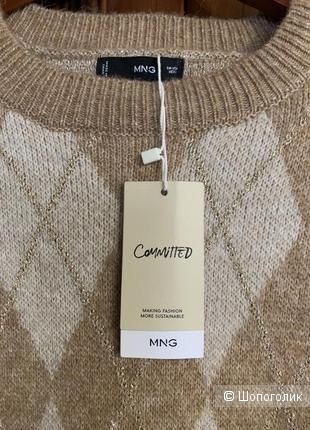 MNG
Committed
MAKING FASHION
MORE SUSTAINABLE
MNG
© Шопоголик